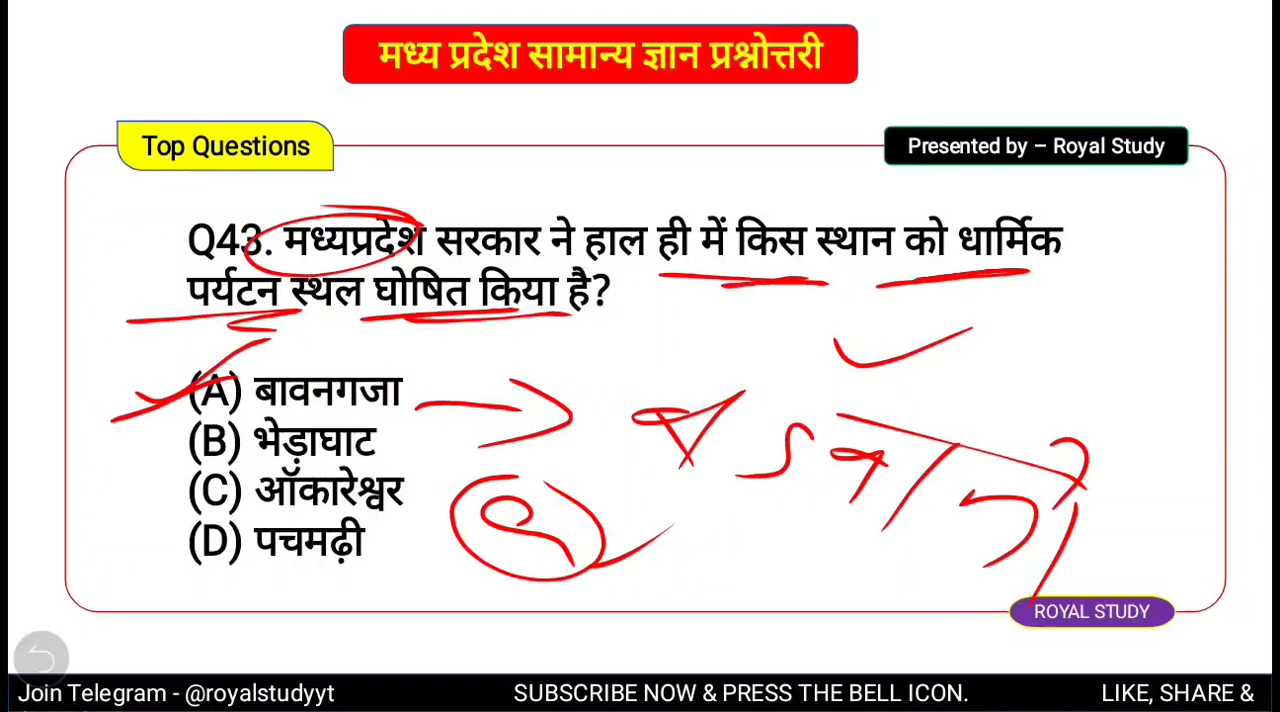 मध्य प्रदेश सामान्य ज्ञान प्रश्नोत्तरी
Top Questions
Presented by – Royal Study
Q43. मध्यप्रदेश सरकार ने हाल ही में किस स्थान को धार्मिक
पर्यटन स्थल घोषित किया है?
(A) बावनगजा
(B) भेड़ाघाट
(C) ओंकारेश्वर
(D) पचमढ़ी
ROYAL STUDY
Join Telegram - @royalstudyyt SUBSCRIBE NOW & PRESS THE BELL ICON. LIKE, SHARE &